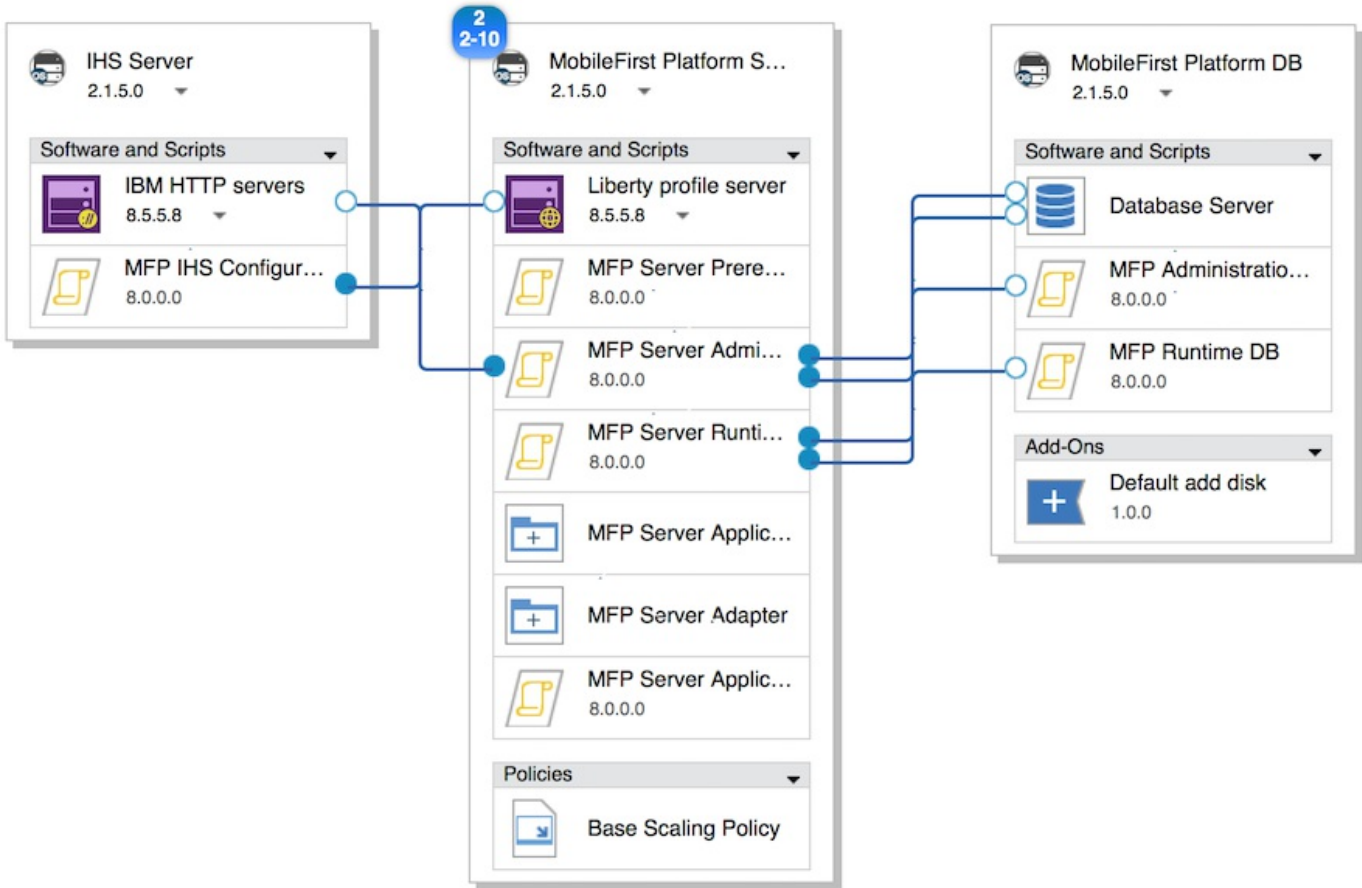 IHS Server
2.1.5.0
Software and Scripts
IBM HTTP servers
8.5.5.8
MFP IHS Configur...
8.0.0.0
2
2-10
MobileFirst Platform S...
2.1.5.0
Software and Scripts
Liberty profile server
8.5.5.8
MFP Server Prere...
8.0.0.0
MFP Server Admi...
8.0.0.0
MFP Server Runti...
8.0.0.0
MFP Server Applic...
MFP Server Adapter
MFP Server Applic...
8.0.0.0
Policies
Base Scaling Policy
MobileFirst Platform DB
2.1.5.0
Software and Scripts
Database Server
MFP Administratio...
8.0.0.0
MFP Runtime DB
8.0.0.0
Add-Ons
Default add disk
1.0.0